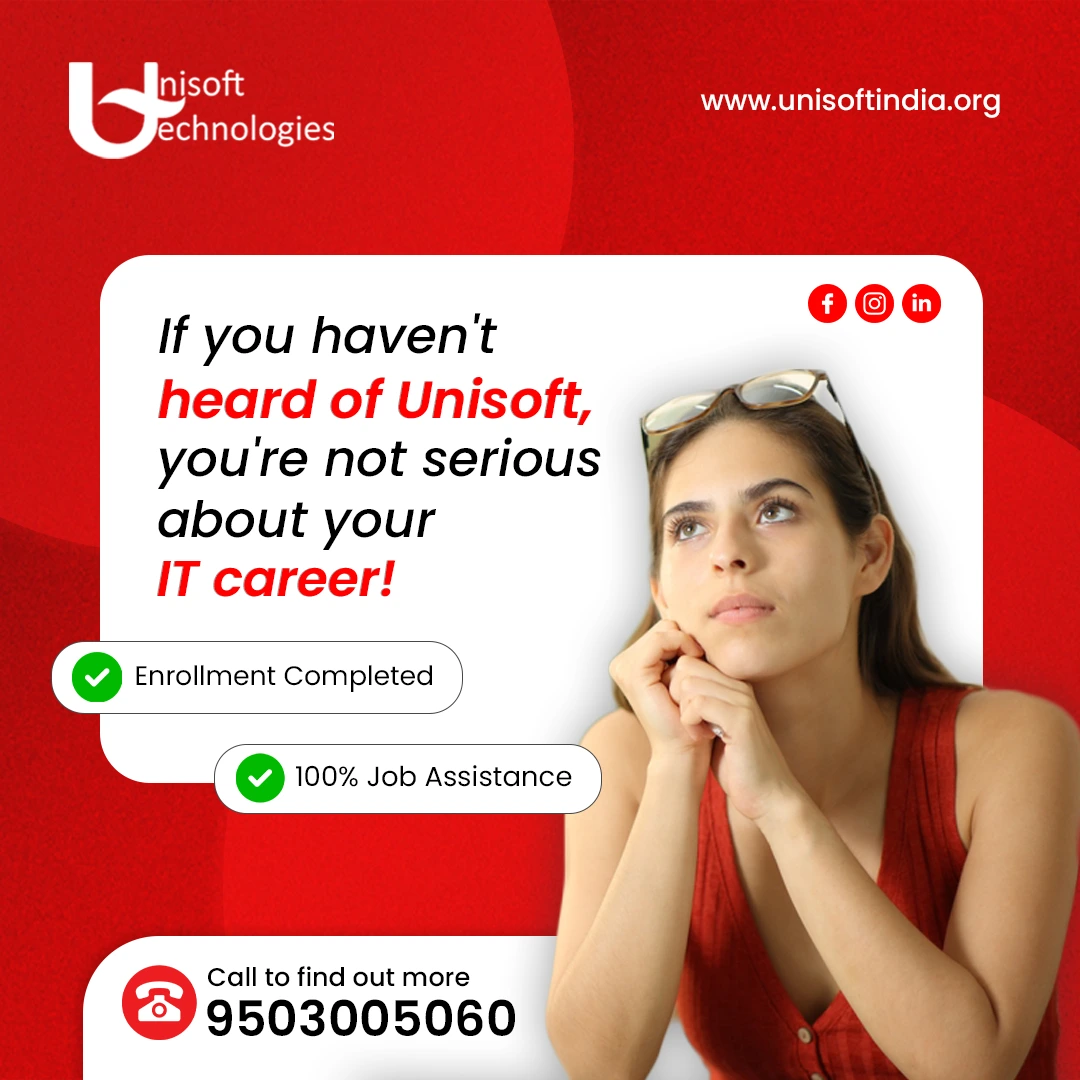 Unisoft
Technologies
www.unisoftindia.org
If you haven't
heard of Unisoft,
you're not serious
about your
IT career!
Enrollment Completed
100% Job Assistance
Call to find out more
9503005060